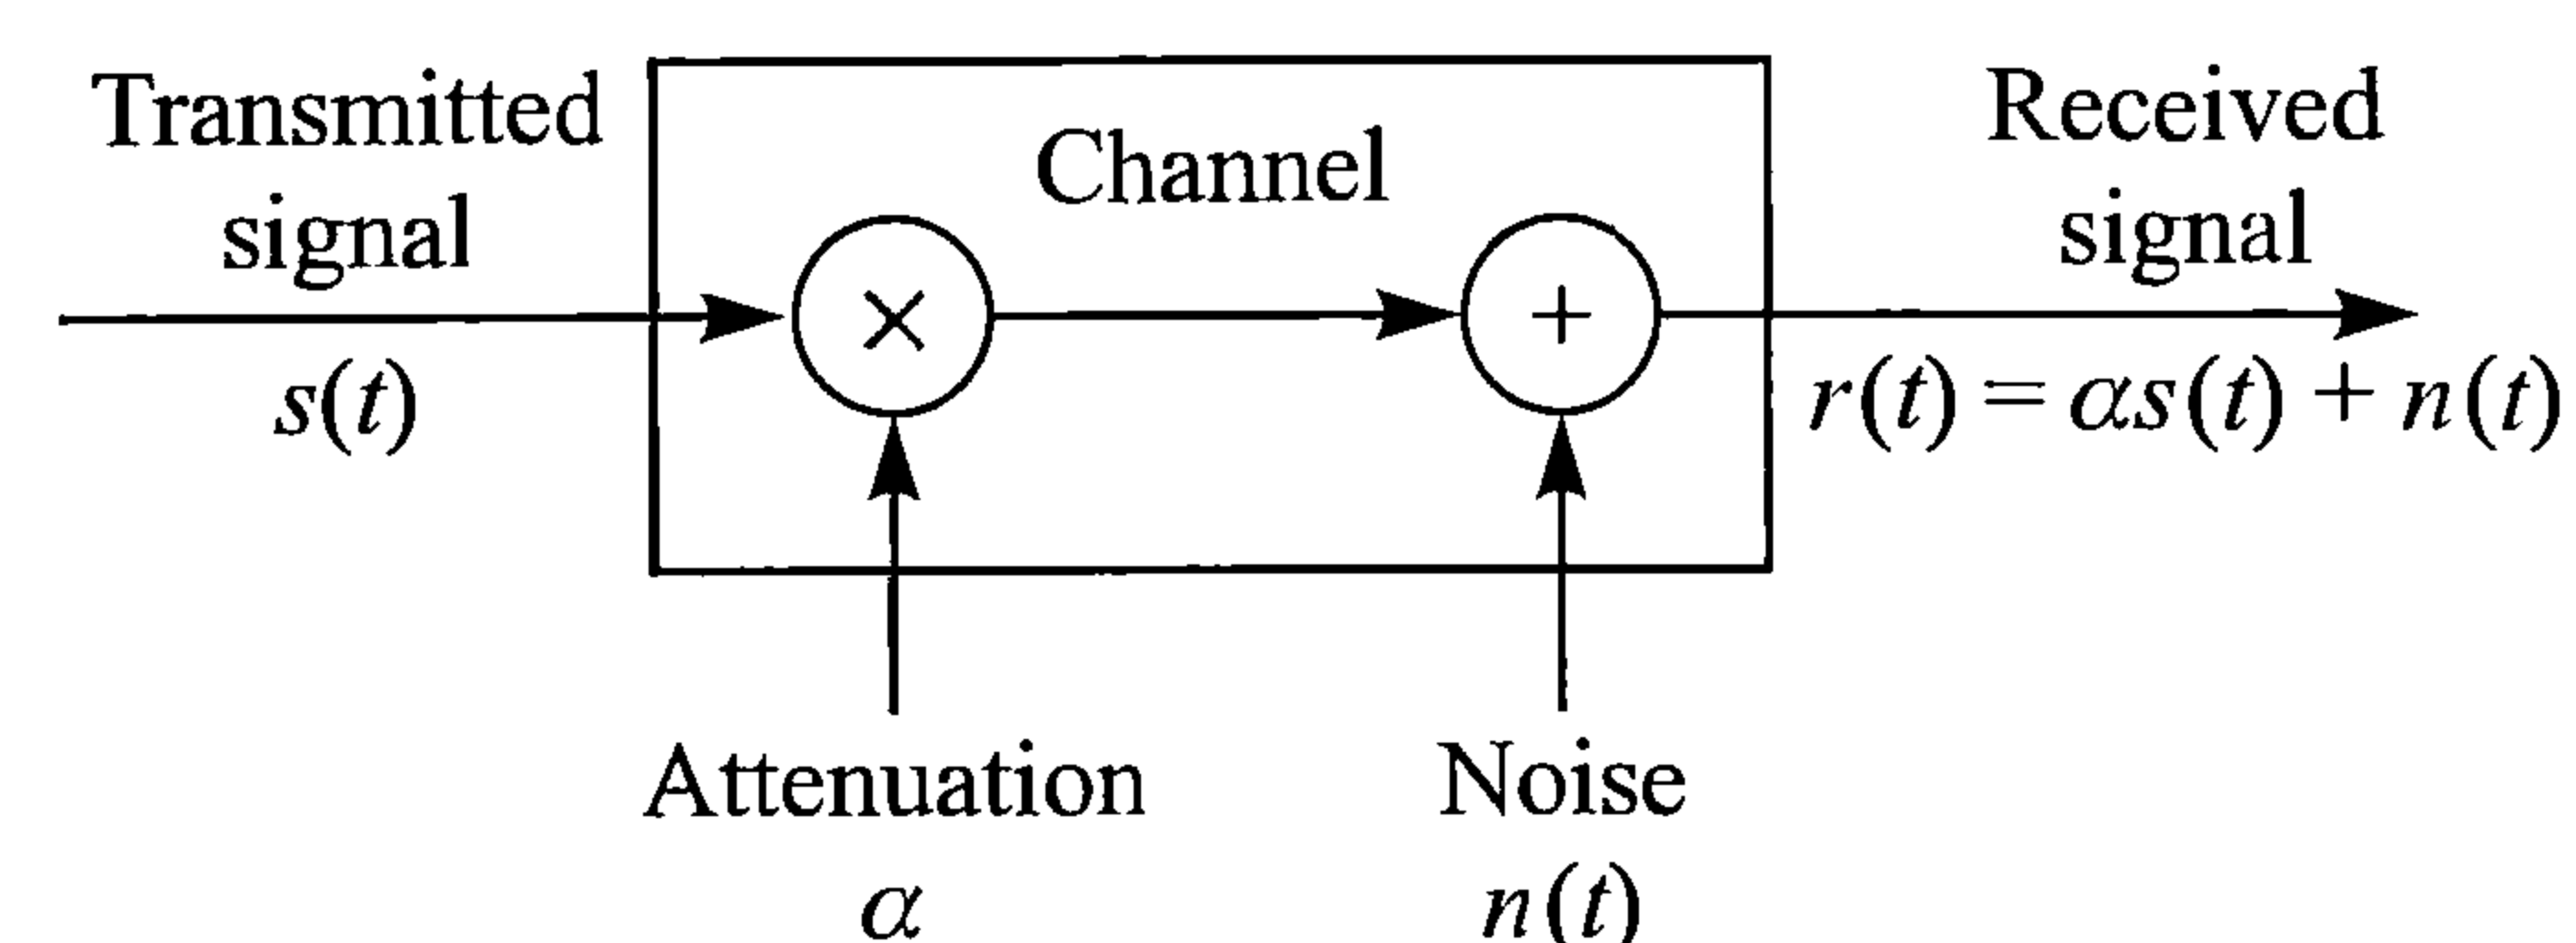 Transmitted
signal
s(t)
Channel
×
+
Received
signal
r(t) = αs(t) + n(t)
Attenuation
α
Noise
n(t)